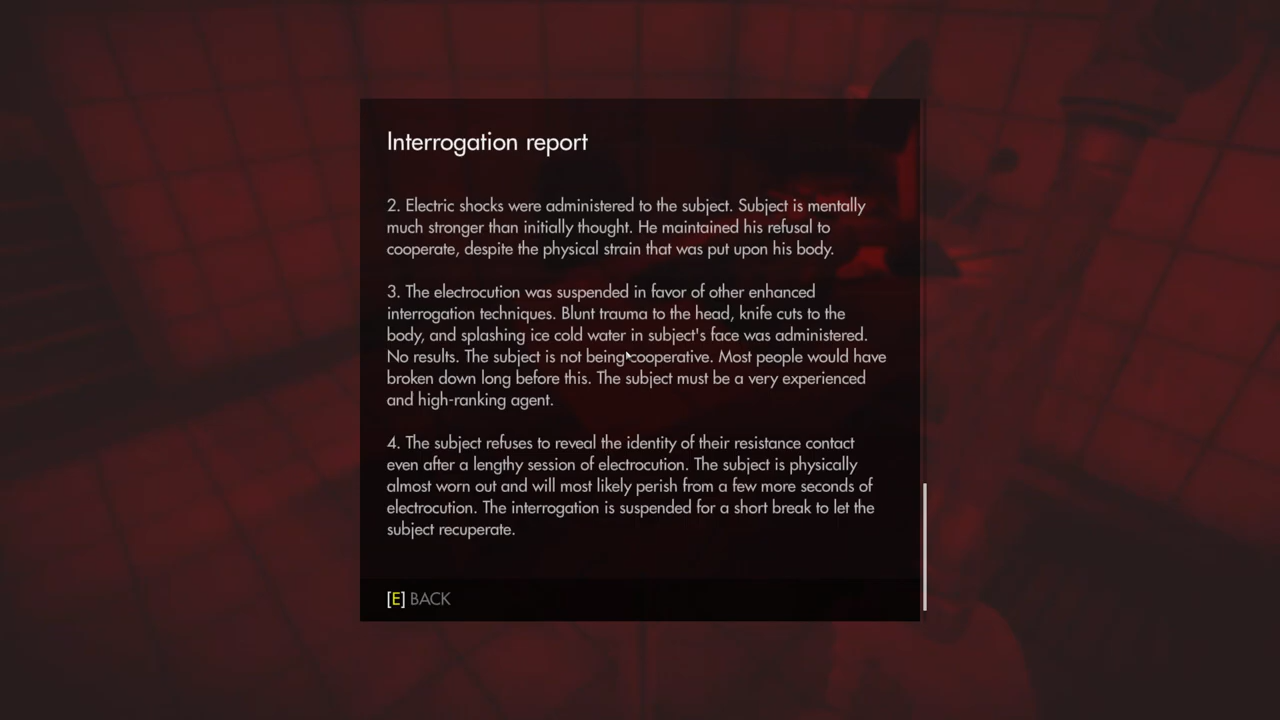 Interrogation report
2. Electric shocks were administered to the subject. Subject is mentally
much stronger than initially thought. He maintained his refusal to
cooperate, despite the physical strain that was put upon his body.
3. The electrocution was suspended in favor of other enhanced
interrogation techniques. Blunt trauma to the head, knife cuts to the
body, and splashing ice cold water in subject's face was administered.
No results. The subject is not being cooperative. Most people would have
broken down long before this. The subject must be a very experienced
and high-ranking agent.
4. The subject refuses to reveal the identity of their resistance contact
even after a lengthy session of electrocution. The subject is physically
almost worn out and will most likely perish from a few more seconds of
electrocution. The interrogation is suspended for a short break to let the
subject recuperate.
[E] BACK